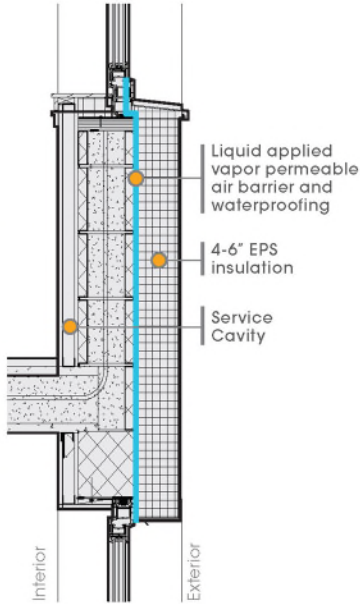 Liquid applied
vapor permeable
air barrier and
waterproofing
4-6" EPS
insulation
Service
Cavity
Interior
Exterior